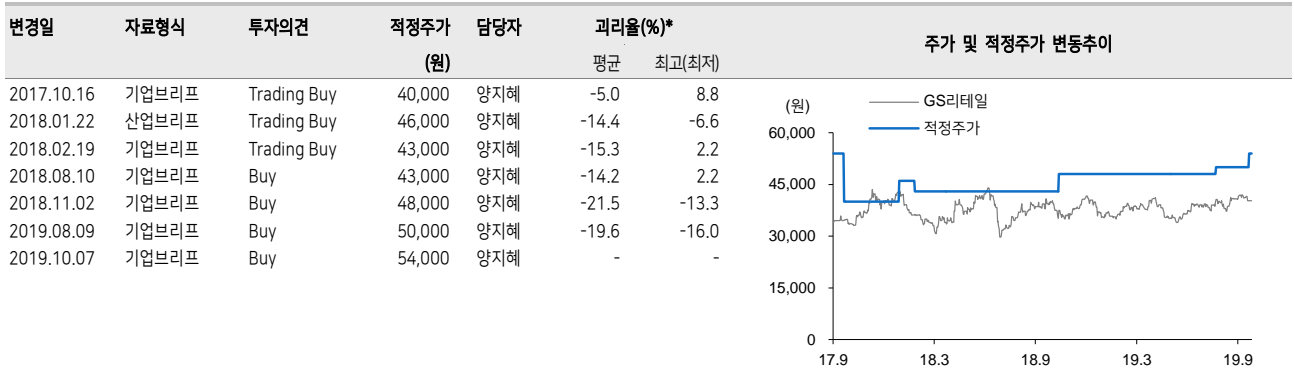 변경일 자료형식 투자의견 적정주가 담당자 괴리율(%)* 주가 및 적정주가 변동추이
(원) 평균 최고(최저)
2017.10.16 기업브리프 Trading Buy 40,000 양지혜 -5.0 8.8
2018.01.22 산업브리프 Trading Buy 46,000 양지혜 -14.4 -6.6
2018.02.19 기업브리프 Trading Buy 43,000 양지혜 -15.3 2.2
2018.08.10 기업브리프 Buy 43,000 양지혜 -14.2 2.2
2018.11.02 기업브리프 Buy 48,000 양지혜 -21.5 -13.3
2019.08.09 기업브리프 Buy 50,000 양지혜 -19.6 -16.0
2019.10.07 기업브리프 Buy 54,000 양지혜 - -
(원) GS리테일
적정주가
60,000
45,000
30,000
15,000
0
17.9 18.3 18.9 19.3 19.9